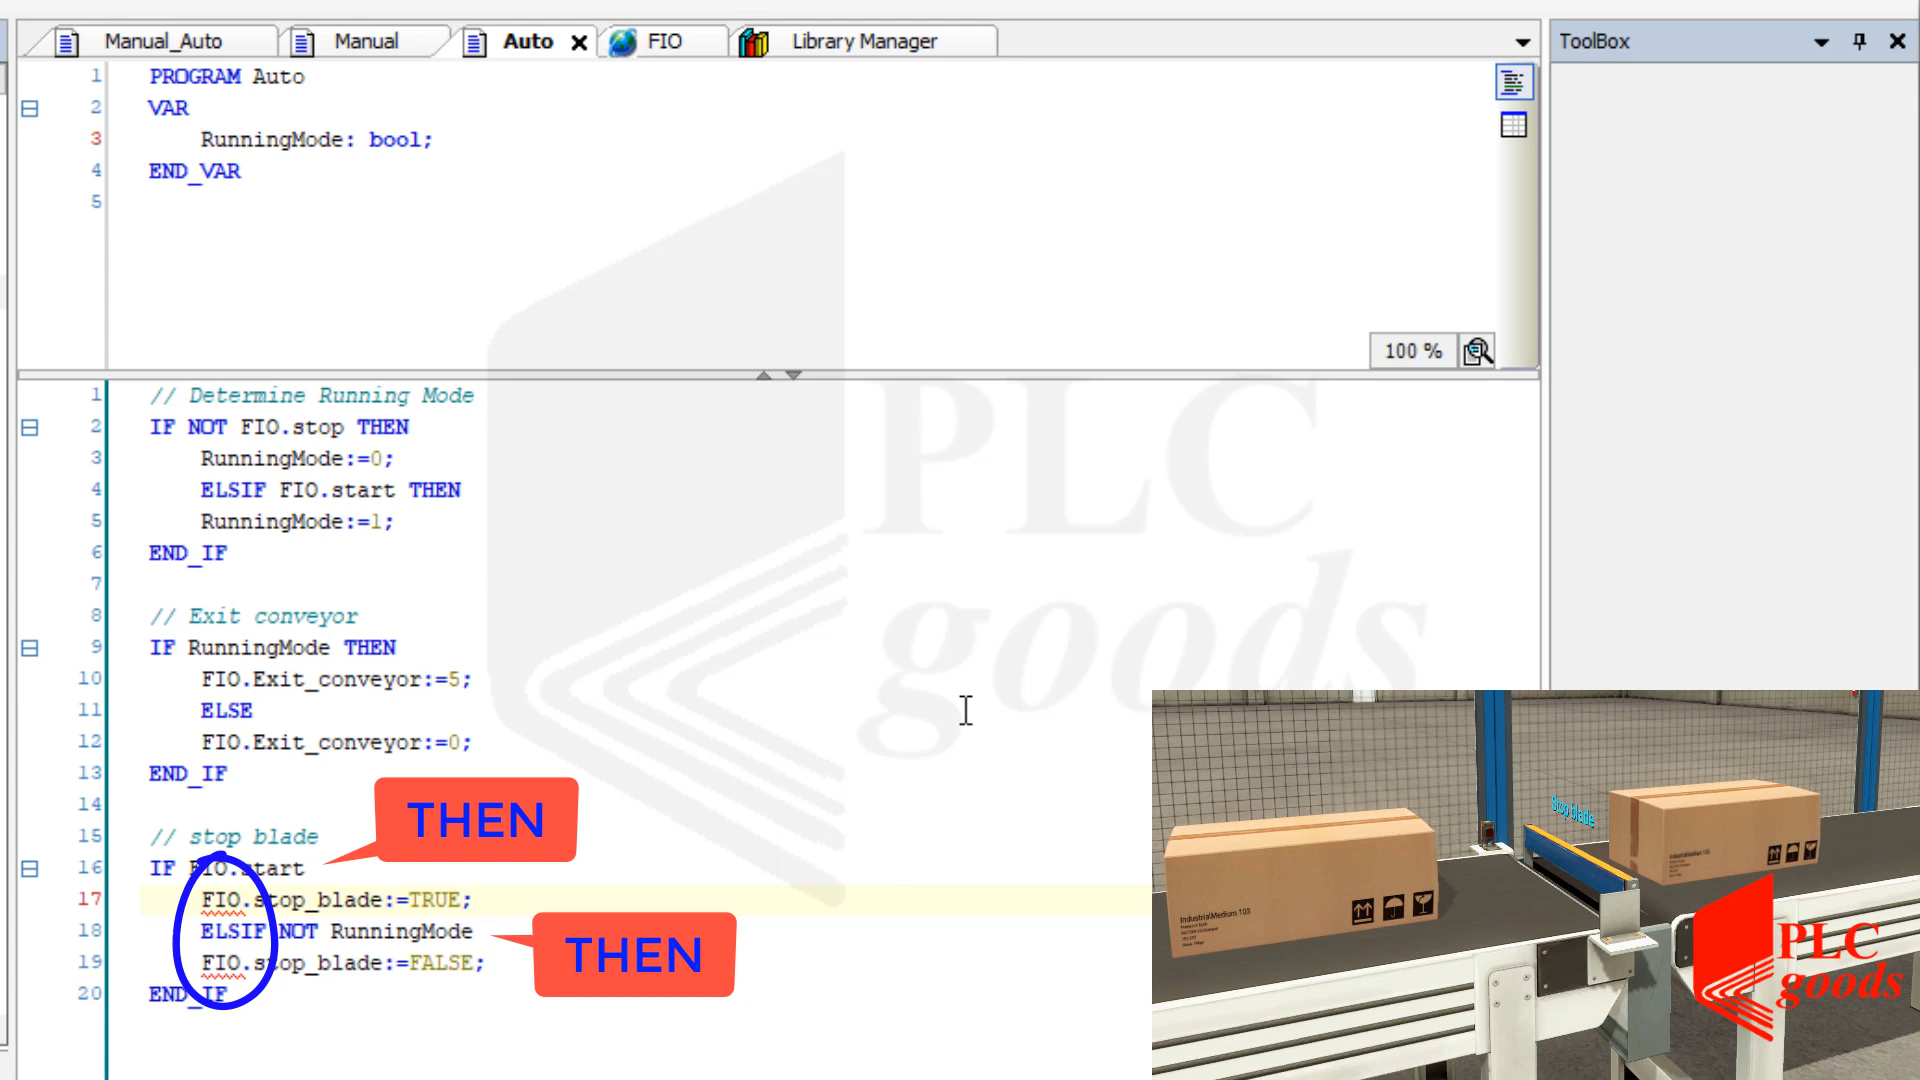 Manual_Auto Manual Auto FIO Library Manager ToolBox
1 PROGRAM Auto
2 VAR
3 RunningMode: bool;
4 END_VAR
5
100 %
1 // Determine Running Mode
2 IF NOT FIO.stop THEN
3 RunningMode:=0;
4 ELSIF FIO.start THEN
5 RunningMode:=1;
6 END_IF
7
8 // Exit conveyor
9 IF RunningMode THEN
10 FIO.Exit_conveyor:=5;
11 ELSE
12 FIO.Exit_conveyor:=0;
13 END_IF
14
15 // stop blade
16 IF FIO.start
17 FIO.stop_blade:=TRUE;
18 ELSIF NOT RunningMode
19 FIO.stop_blade:=FALSE;
20 END_IF
THEN
THEN
PLC
goods
stop blade
IndustrialMedium 103
PLC
goods